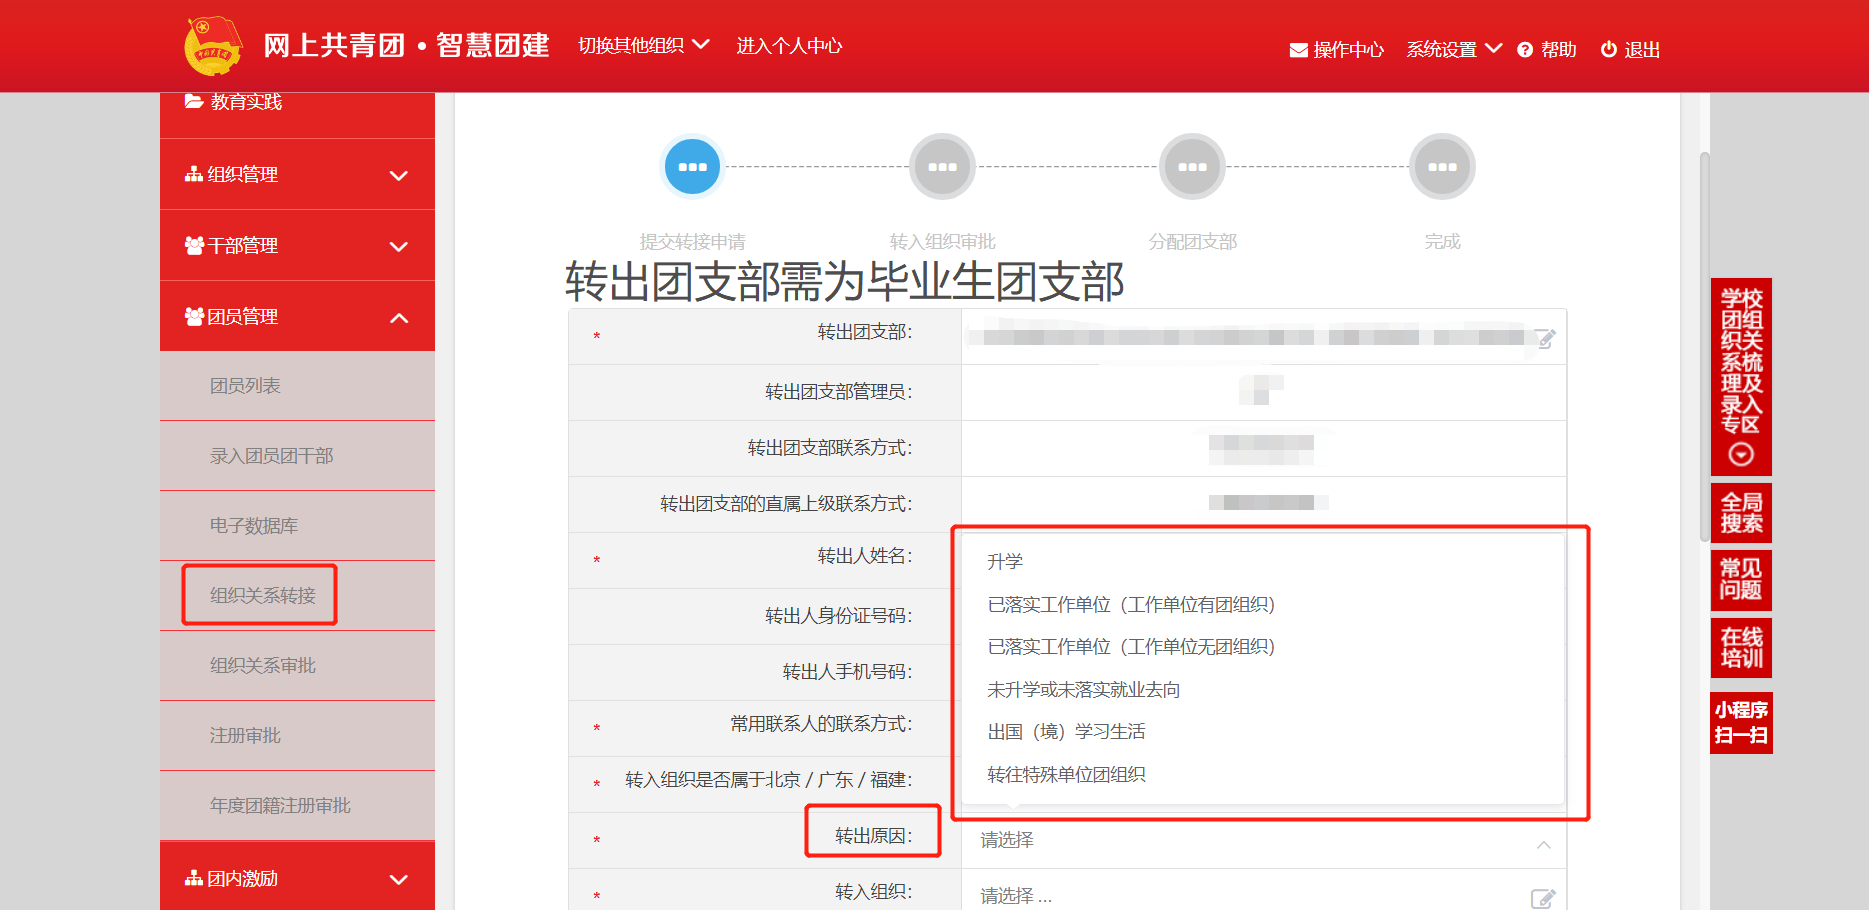 网上共青团·智慧团建
切换其他组织
进入个人中心
操作中心
系统设置
帮助
退出
教育实践
组织管理
干部管理
团员管理
团员列表
录入团员团干部
电子数据库
组织关系转接
组织关系审批
注册审批
年度团籍注册审批
团内激励
提交转接申请
转入组织审批
分配团支部
完成
转出团支部需为毕业生团支部
* 转出团支部：
转出团支部管理员：
转出团支部联系方式：
转出团支部的直属上级联系方式：
* 转出人姓名：
转出人身份证号码：
转出人手机号码：
* 常用联系人的联系方式：
* 转入组织是否属于北京 / 广东 / 福建：
升学
已落实工作单位（工作单位有团组织）
已落实工作单位（工作单位无团组织）
未升学或未落实就业去向
出国（境）学习生活
转往特殊单位团组织
* 转出原因： 请选择
* 转入组织： 请选择 ...
学校
团组
织关
系梳
理及
录入
专区
全局
搜索
常见
问题
在线
培训
小程序
扫一扫